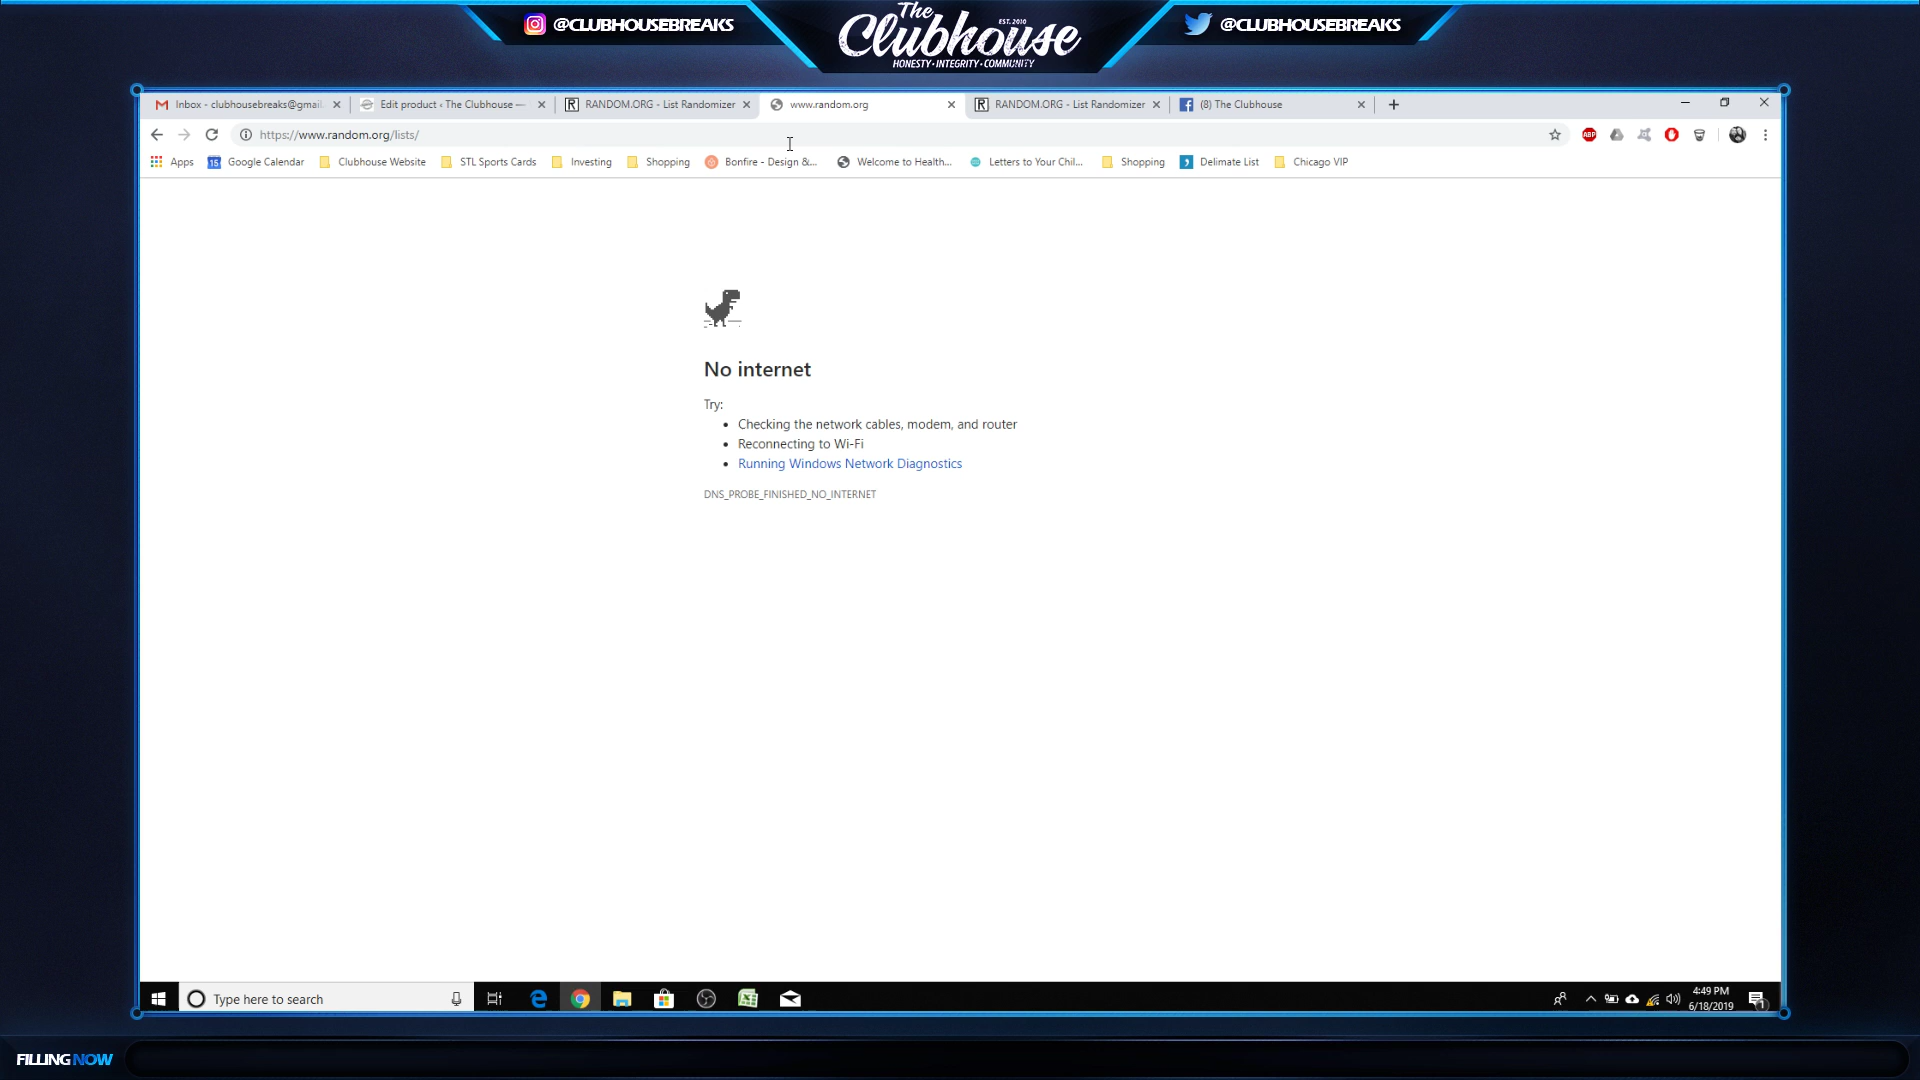 @CLUBHOUSEBREAKS
The
EST. 2010
Clubhouse
HONESTY • INTEGRITY • COMMUNITY
@CLUBHOUSEBREAKS
Inbox - clubhousebreaks@gmail
Edit product ‹ The Clubhouse —
RANDOM.ORG - List Randomizer
www.random.org
RANDOM.ORG - List Randomizer
(8) The Clubhouse
https://www.random.org/lists/
ABP
Apps
15 Google Calendar
Clubhouse Website
STL Sports Cards
Investing
Shopping
Bonfire - Design &...
Welcome to Health...
Letters to Your Chil...
Shopping
Delimate List
Chicago VIP
No internet
Try:
• Checking the network cables, modem, and router
• Reconnecting to Wi-Fi
• Running Windows Network Diagnostics
DNS_PROBE_FINISHED_NO_INTERNET
Type here to search
4:49 PM
6/18/2019
1
FILLING NOW